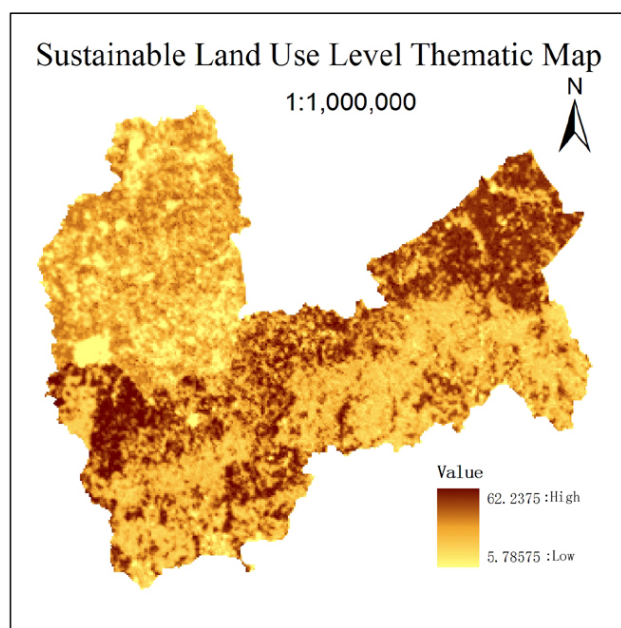 Sustainable Land Use Level Thematic Map
1:1,000,000
N
Value
62.2375:High
5.78575:Low